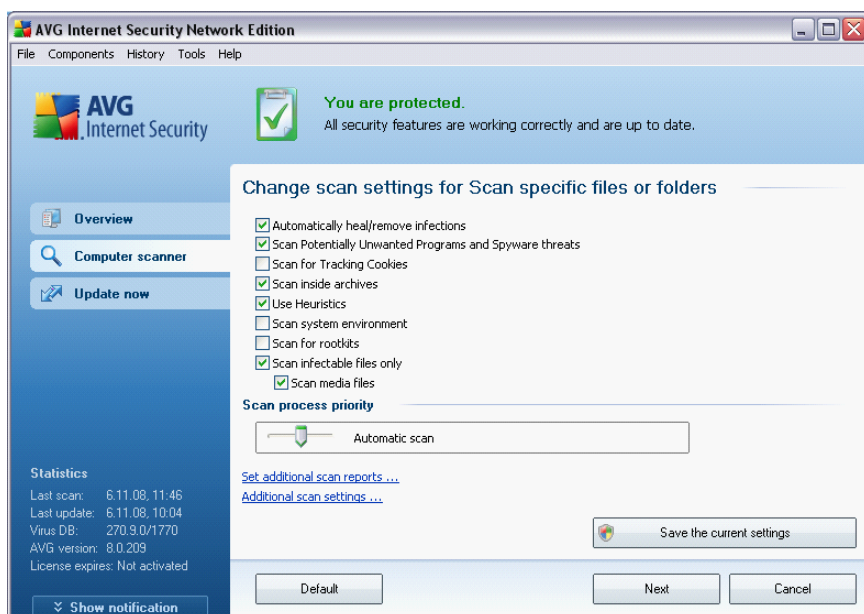 AVG Internet Security Network Edition
File Components History Tools Help
AVG
Internet Security
You are protected.
All security features are working correctly and are up to date.
Overview
Computer scanner
Update now
Change scan settings for Scan specific files or folders
Automatically heal/remove infections
Scan Potentially Unwanted Programs and Spyware threats
Scan for Tracking Cookies
Scan inside archives
Use Heuristics
Scan system environment
Scan for rootkits
Scan infectable files only
Scan media files
Scan process priority
Automatic scan
Set additional scan reports ...
Additional scan settings ...
Save the current settings
Statistics
Last scan: 6.11.08, 11:46
Last update: 6.11.08, 10:04
Virus DB: 270.9.0/1770
AVG version: 8.0.209
License expires: Not activated
Show notification
Default
Next
Cancel